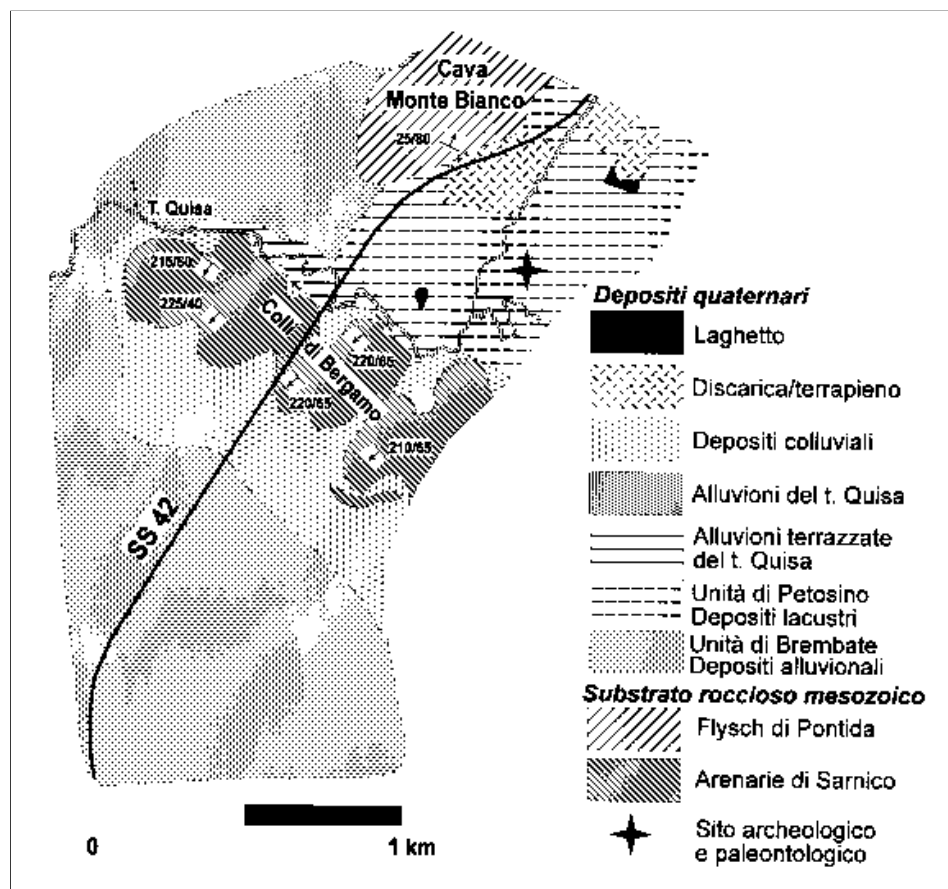 Cava
Monte Bianco
25/80
T. Quisa
215/60
225/40
Colli di Bergamo
220/65
220/65
210/65
SS 42
0
1 km
Depositi quaternari
Laghetto
Discarica/terrapieno
Depositi colluviali
Alluvioni del t. Quisa
Alluvioni terrazzate
del t. Quisa
Unità di Petosino
Depositi lacustri
Unità di Brembate
Depositi alluvionali
Substrato roccioso mesozoico
Flysch di Pontida
Arenarie di Sarnico
Sito archeologico
e paleontologico